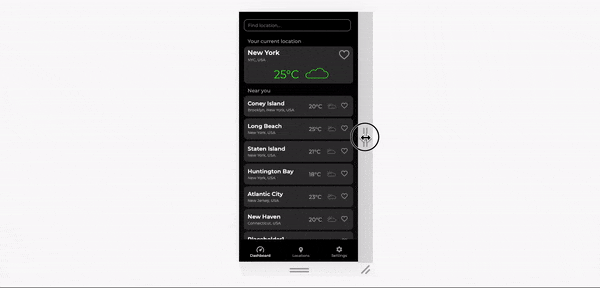 Find location...
Your current location
New York
NYC, USA
25°C
Near you
Coney Island
Brooklyn, New York, USA
20°C
Long Beach
New York, USA
25°C
Staten Island
New York, USA
21°C
Huntington Bay
New York, USA
18°C
Atlantic City
New Jersey, USA
23°C
New Haven
Connecticut, USA
20°C
Placeholder1
Dashboard
Locations
Settings